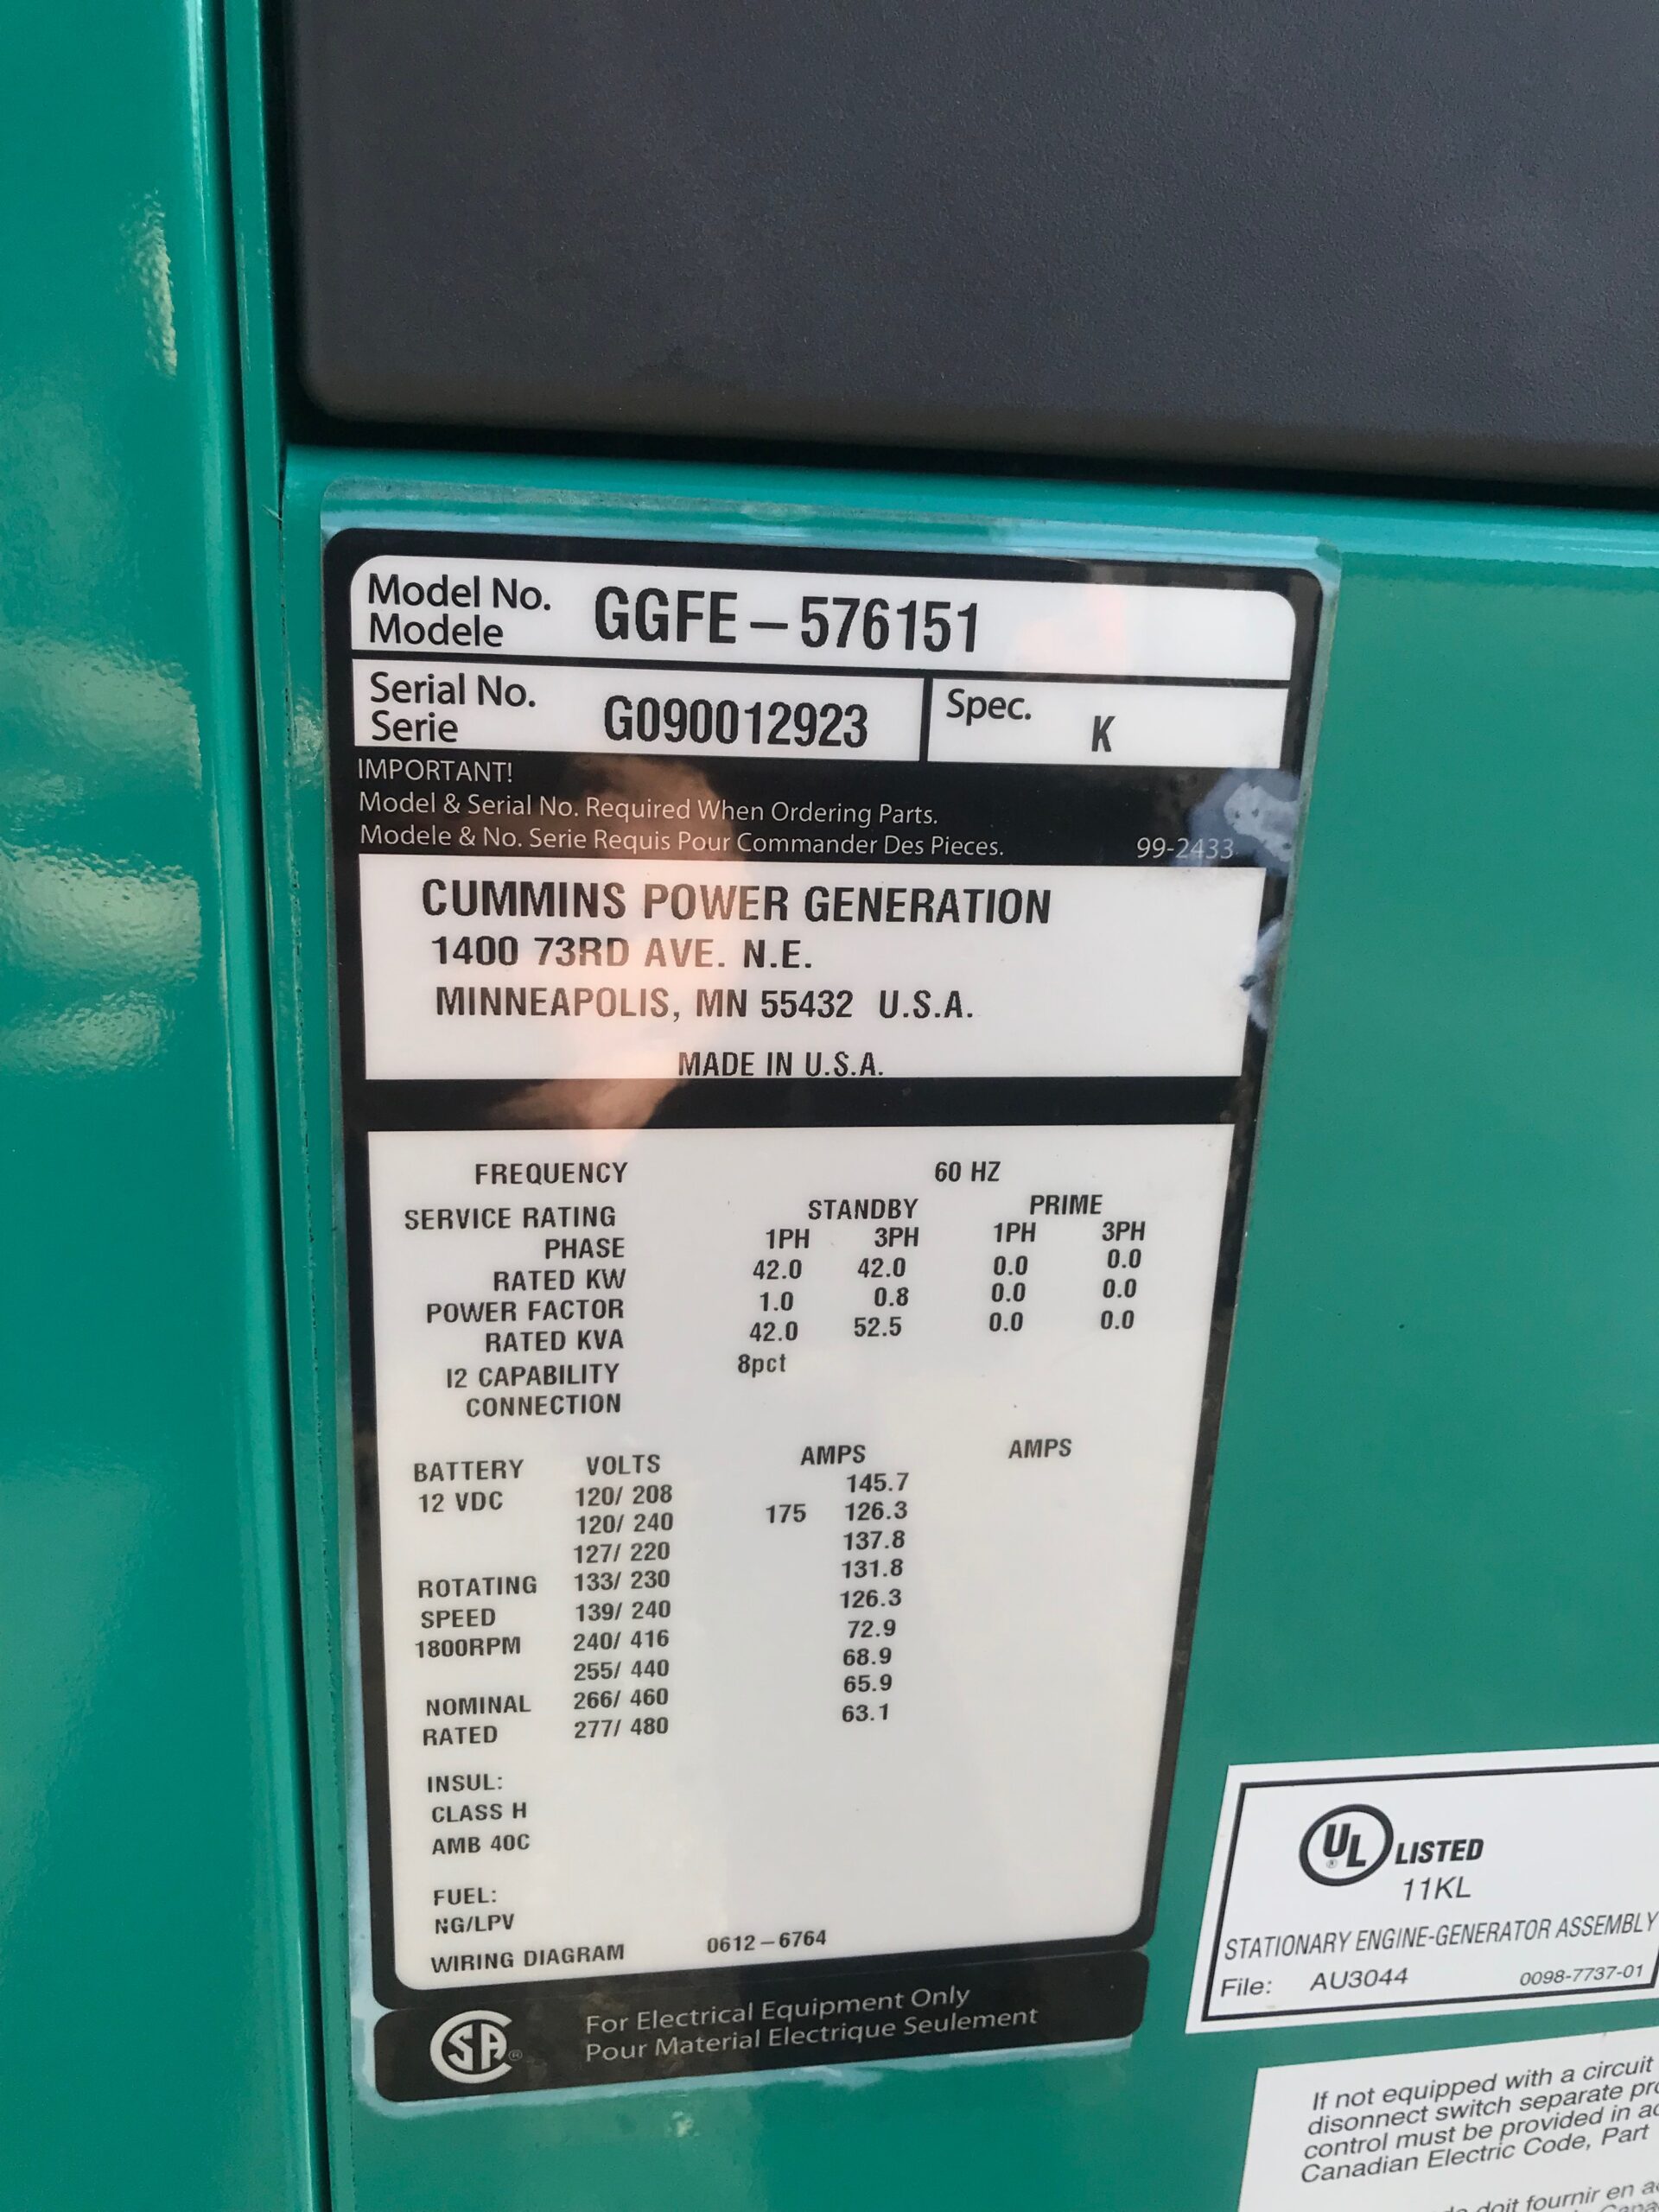 Model No. GGFE – 576151
Modele
Serial No. G090012923 Spec. K
Serie
IMPORTANT!
Model & Serial No. Required When Ordering Parts.
Modele & No. Serie Requis Pour Commander Des Pieces. 99-2433
CUMMINS POWER GENERATION
1400 73RD AVE. N.E.
MINNEAPOLIS, MN 55432 U.S.A.
MADE IN U.S.A.
FREQUENCY 60 HZ
SERVICE RATING STANDBY PRIME
PHASE 1PH 3PH 1PH 3PH
RATED KW 42.0 42.0 0.0 0.0
POWER FACTOR 1.0 0.8 0.0 0.0
RATED KVA 42.0 52.5 0.0 0.0
I2 CAPABILITY 8pct
CONNECTION
BATTERY VOLTS AMPS AMPS
12 VDC 120/ 208 145.7
120/ 240 175 126.3
127/ 220 137.8
ROTATING 133/ 230 131.8
SPEED 139/ 240 126.3
1800RPM 240/ 416 72.9
255/ 440 68.9
NOMINAL 266/ 460 65.9
RATED 277/ 480 63.1
INSUL:
CLASS H
AMB 40C
FUEL:
NG/LPV
WIRING DIAGRAM 0612 – 6764
CSA ®
For Electrical Equipment Only
Pour Material Electrique Seulement
UL ® LISTED
11KL
STATIONARY ENGINE-GENERATOR ASSEMBLY
File: AU3044 0098-7737-01
If not equipped with a circuit
disonnect switch separate
control must be provided in
Canadian Electric Code, Part
doit fournir en